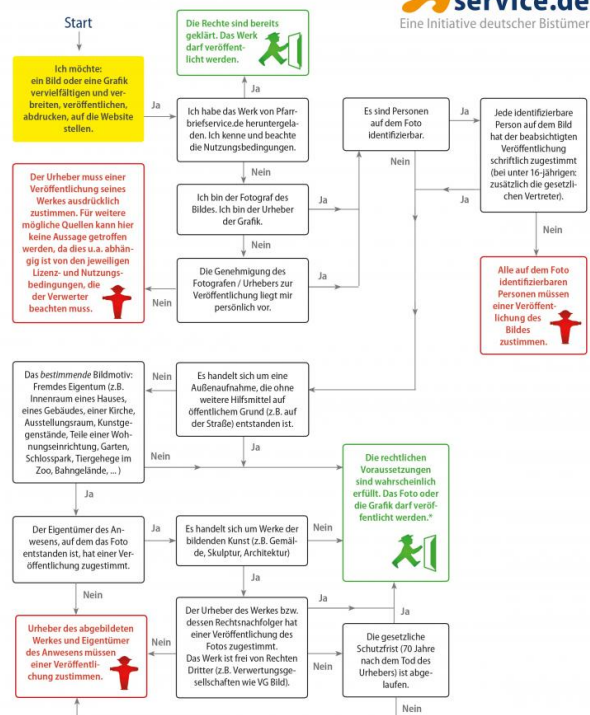 service.de
Eine Initiative deutscher Bistümer
Start
Ich möchte:
ein Bild oder eine Grafik
vervielfältigen und ver-
breiten, veröffentlichen,
abdrucken, auf die Website
stellen.
Ja
Die Rechte sind bereits
geklärt. Das Werk
darf veröffent-
licht werden.
Ja
Ich habe das Werk von Pfarr-
briefservice.de heruntergela-
den. Ich kenne und beachte
die Nutzungsbedingungen.
Nein
Ich bin der Fotograf des
Bildes. Ich bin der Urheber
der Grafik.
Ja
Nein
Die Genehmigung des
Fotografen / Urhebers zur
Veröffentlichung liegt mir
persönlich vor.
Ja
Nein
Der Urheber muss einer
Veröffentlichung seines
Werkes ausdrücklich
zustimmen. Für weitere
mögliche Quellen kann hier
keine Aussage getroffen
werden, da dies u.a. abhän-
gig ist von den jeweiligen
Lizenz- und Nutzungs-
bedingungen, die
der Verwerter
beachten muss.
Es sind Personen
auf dem Foto
identifizierbar.
Ja
Nein
Jede identifizierbare
Person auf dem Bild
hat der beabsichtigten
Veröffentlichung
schriftlich zugestimmt
(bei unter 16-jährigen:
zusätzlich die gesetzli-
chen Vertreter).
Ja
Nein
Alle auf dem Foto
identifizierbaren
Personen müssen
einer Veröffent-
lichung des
Bildes
zustimmen.
Es handelt sich um eine
Außenaufnahme, die ohne
weitere Hilfsmittel auf
öffentlichem Grund (z.B. auf
der Straße) entstanden ist.
Nein
Ja
Das bestimmende Bildmotiv:
Fremdes Eigentum (z.B.
Innenraum eines Hauses,
eines Gebäudes, einer Kirche,
Ausstellungsraum, Kunstge-
genstände, Teile einer Woh-
nungseinrichtung, Garten,
Schlosspark, Tiergehege im
Zoo, Bahngelände, ... )
Nein
Ja
Die rechtlichen
Voraussetzungen
sind wahrscheinlich
erfüllt. Das Foto oder
die Grafik darf veröf-
fentlicht werden.*
Der Eigentümer des An-
wesens, auf dem das Foto
entstanden ist, hat einer Ver-
öffentlichung zugestimmt.
Ja
Nein
Es handelt sich um Werke der
bildenden Kunst (z.B. Gemäl-
de, Skulptur, Architektur)
Nein
Ja
Urheber des abgebildeten
Werkes und Eigentümer
des Anwesens müssen
einer Veröffentli-
chung zustimmen.
Nein
Der Urheber des Werkes bzw.
dessen Rechtsnachfolger hat
einer Veröffentlichung des
Fotos zugestimmt.
Das Werk ist frei von Rechten
Dritter (z.B. Verwertungsge-
sellschaften wie VG Bild).
Ja
Nein
Ja
Die gesetzliche
Schutzfrist (70 Jahre
nach dem Tod des
Urhebers) ist abge-
laufen.
Nein